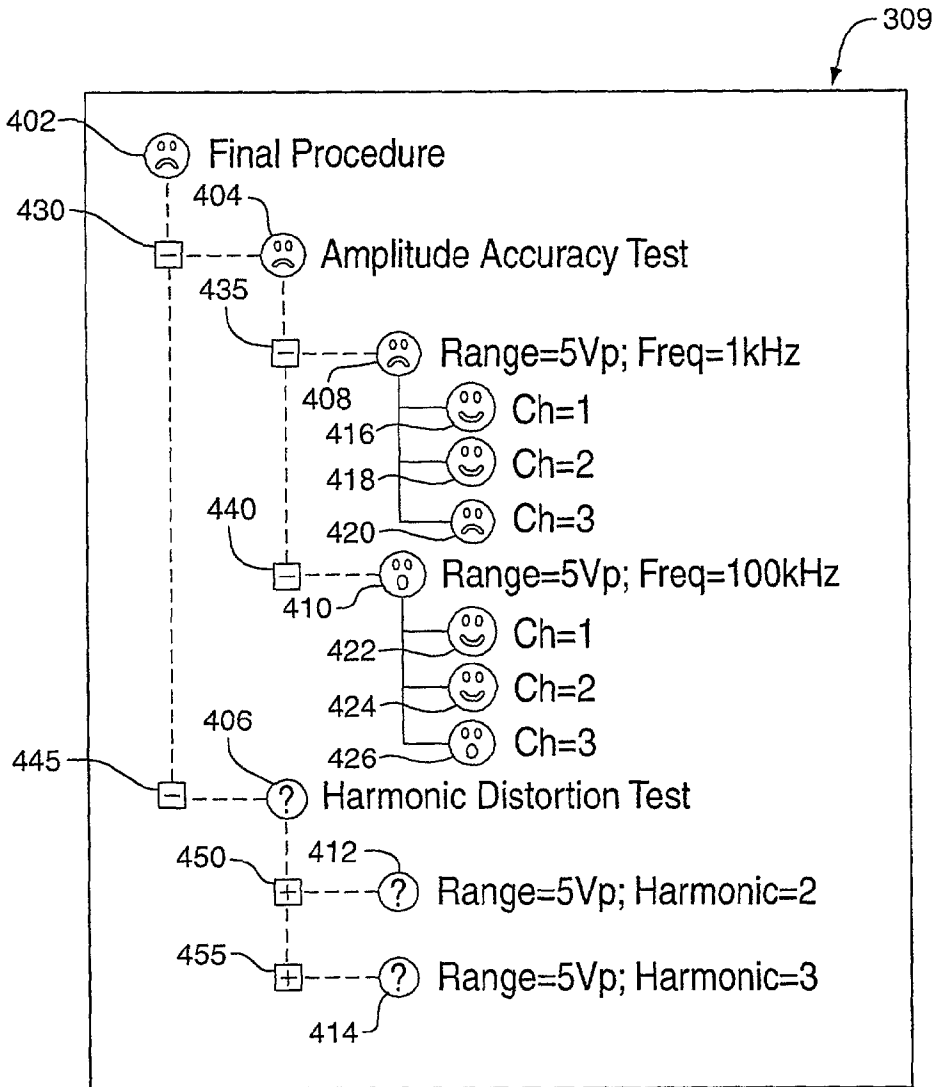 309
402
Final Procedure
404
430
− Amplitude Accuracy Test
435
− Range=5Vp; Freq=1kHz
408
Ch=1
416
Ch=2
418
440
Ch=3
420
− Range=5Vp; Freq=100kHz
410
Ch=1
422
Ch=2
424
406
Ch=3
426
445
− ? Harmonic Distortion Test
450
412
+ ? Range=5Vp; Harmonic=2
455
+ ? Range=5Vp; Harmonic=3
414